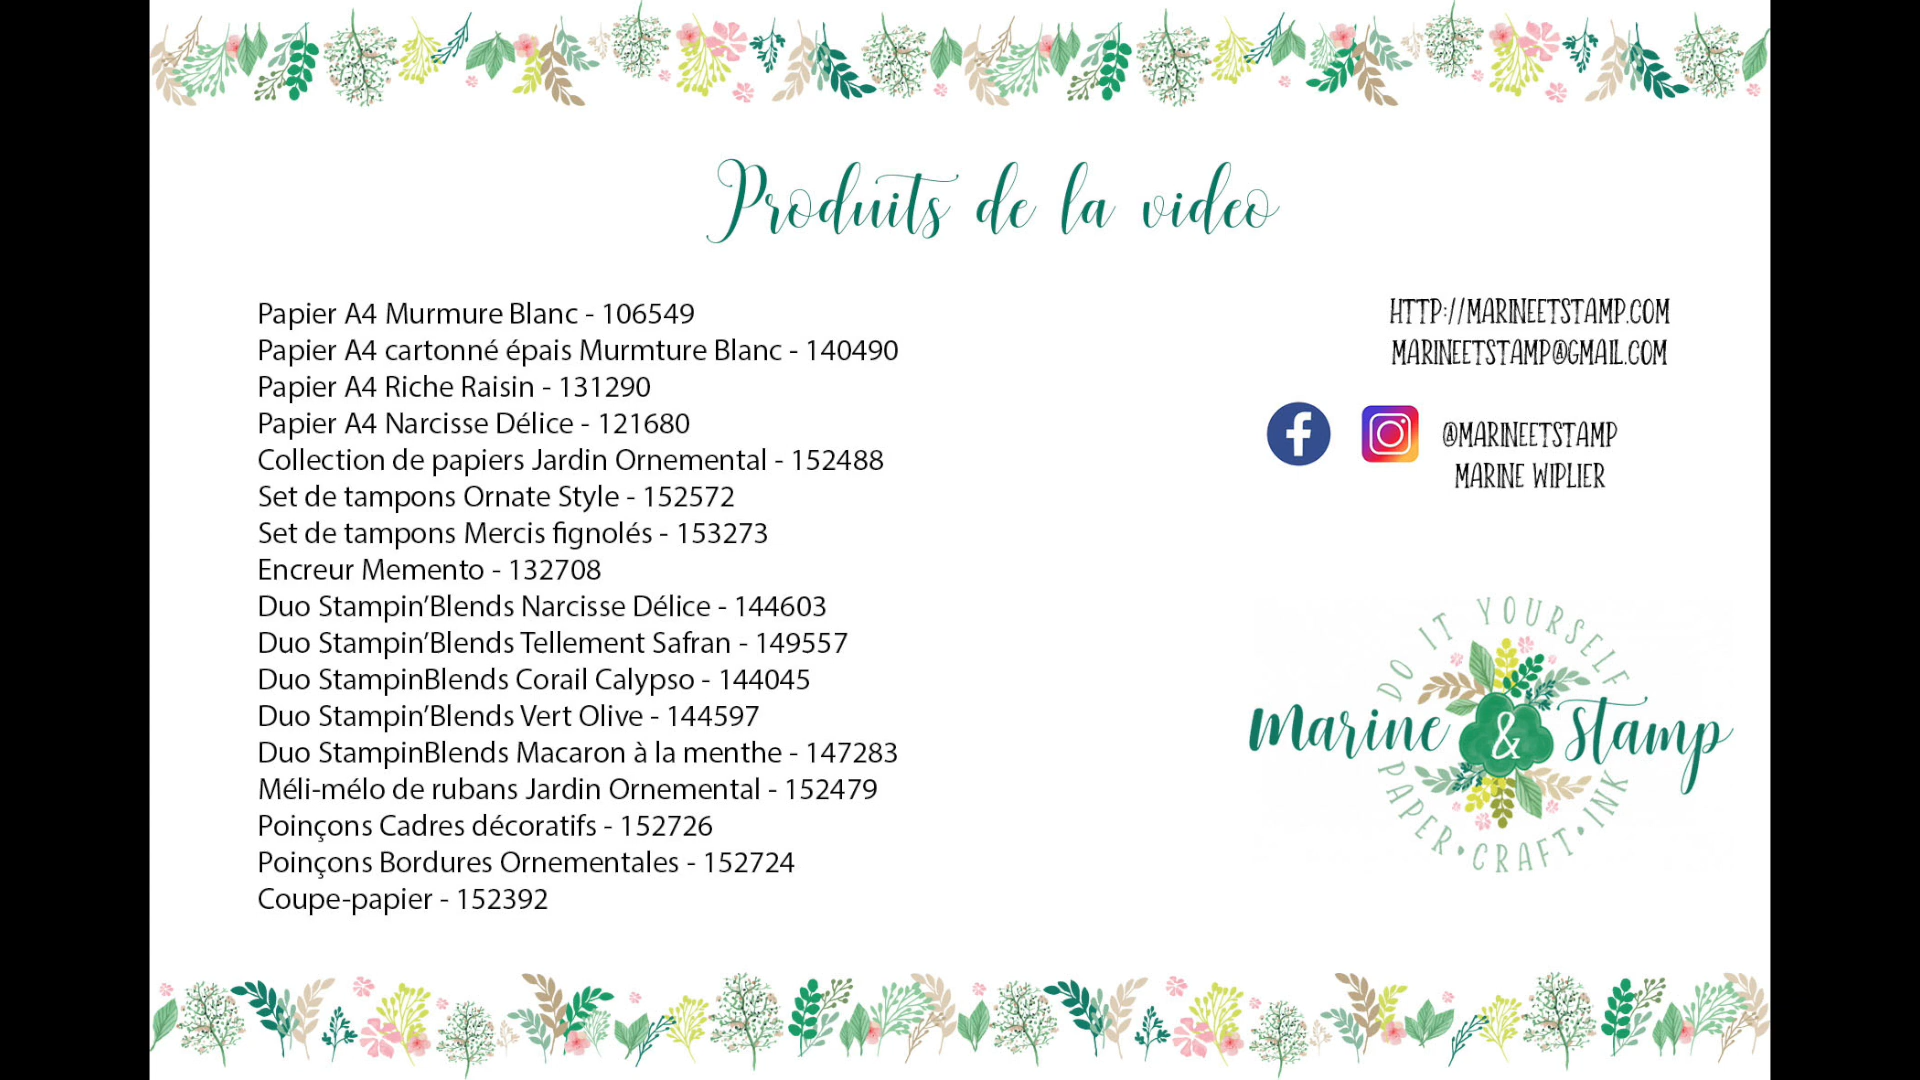 Produits de la video
Papier A4 Murmure Blanc - 106549
Papier A4 cartonné épais Murmture Blanc - 140490
Papier A4 Riche Raisin - 131290
Papier A4 Narcisse Délice - 121680
Collection de papiers Jardin Ornemental - 152488
Set de tampons Ornate Style - 152572
Set de tampons Mercis fignolés - 153273
Encreur Memento - 132708
Duo Stampin’Blends Narcisse Délice - 144603
Duo Stampin’Blends Tellement Safran - 149557
Duo StampinBlends Corail Calypso - 144045
Duo Stampin’Blends Vert Olive - 144597
Duo StampinBlends Macaron à la menthe - 147283
Méli-mélo de rubans Jardin Ornemental - 152479
Poinçons Cadres décoratifs - 152726
Poinçons Bordures Ornementales - 152724
Coupe-papier - 152392
HTTP://MARINEETSTAMP.COM
MARINEETSTAMP@GMAIL.COM
@MARINEETSTAMP
MARINE WIPLIER
DO IT YOURSELF
Marine & Stamp
PAPER • CRAFT • INK